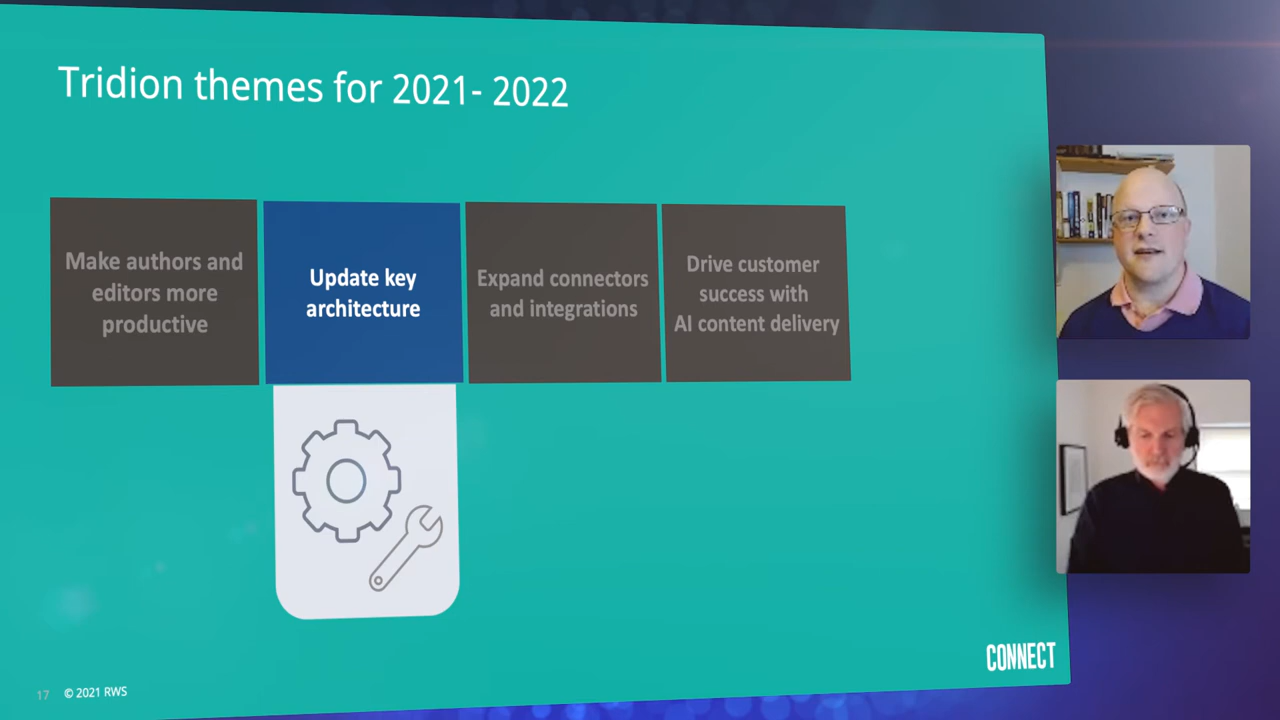 Tridion themes for 2021- 2022
Make authors and
editors more
productive
Update key
architecture
Expand connectors
and integrations
Drive customer
success with
AI content delivery
CONNECT
17 © 2021 RWS